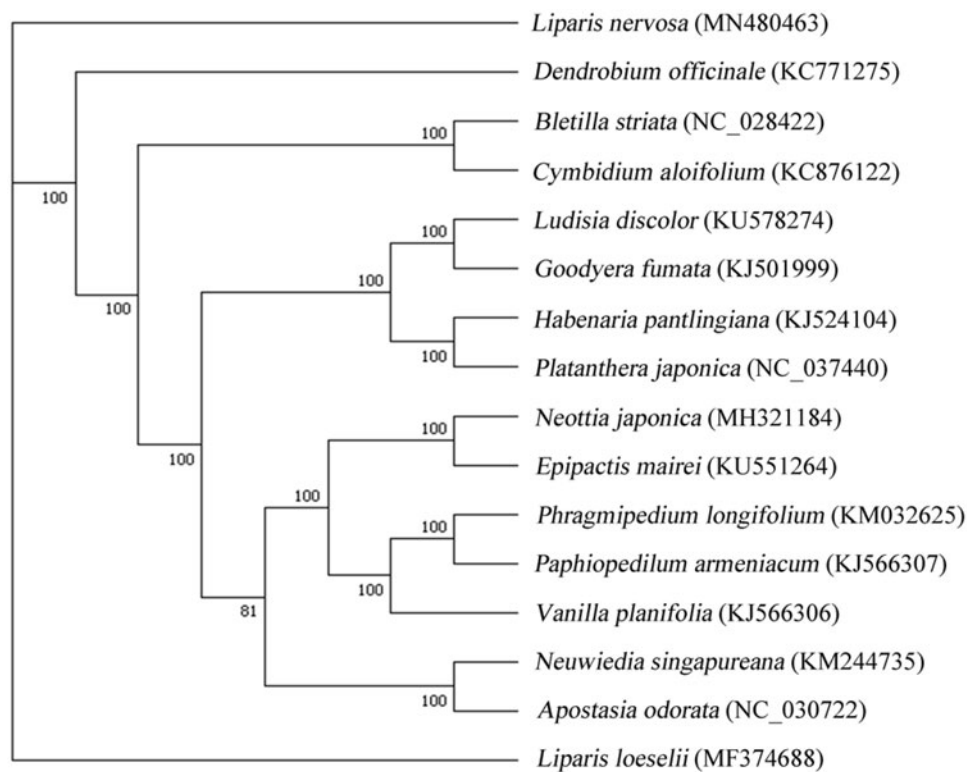 Liparis nervosa (MN480463)
Dendrobium officinale (KC771275)
100
Bletilla striata (NC_028422)
Cymbidium aloifolium (KC876122)
100
100
Ludisia discolor (KU578274)
Goodyera fumata (KJ501999)
100
100
Habenaria pantlingiana (KJ524104)
Platanthera japonica (NC_037440)
100
100
Neottia japonica (MH321184)
Epipactis mairei (KU551264)
100
100
Phragmipedium longifolium (KM032625)
Paphiopedilum armeniacum (KJ566307)
100
81
Vanilla planifolia (KJ566306)
Neuwiedia singapureana (KM244735)
100
Apostasia odorata (NC_030722)
Liparis loeselii (MF374688)